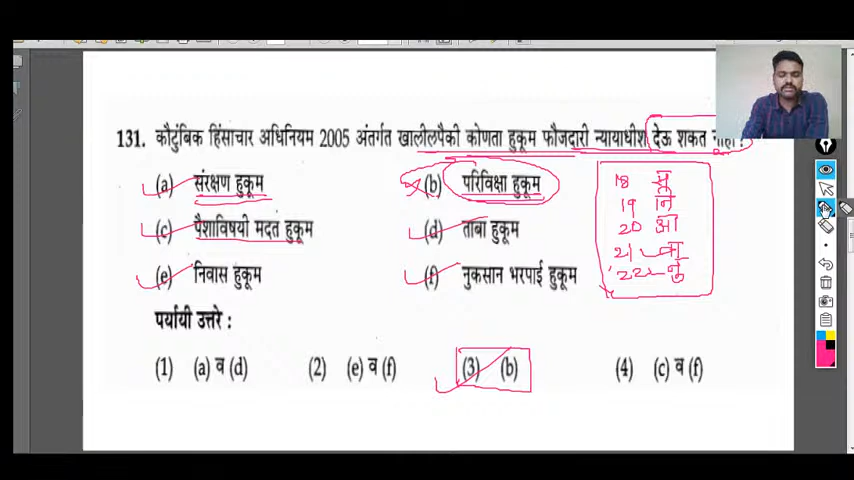 131. कौटुंबिक हिंसाचार अधिनियम 2005 अंतर्गत खालीलपैकी कोणता हुकूम फौजदारी न्यायाधीश देऊ शकत नाही ?
(a) संरक्षण हुकूम (b) परिविक्षा हुकूम
(c) पैशाविषयी मदत हुकूम (d) ताबा हुकूम
(e) निवास हुकूम (f) नुकसान भरपाई हुकूम
पर्यायी उत्तरे :
(1) (a) व (d) (2) (e) व (f) (3) (b) (4) (c) व (f)
18
19 नि
20 आ
21
22 नु